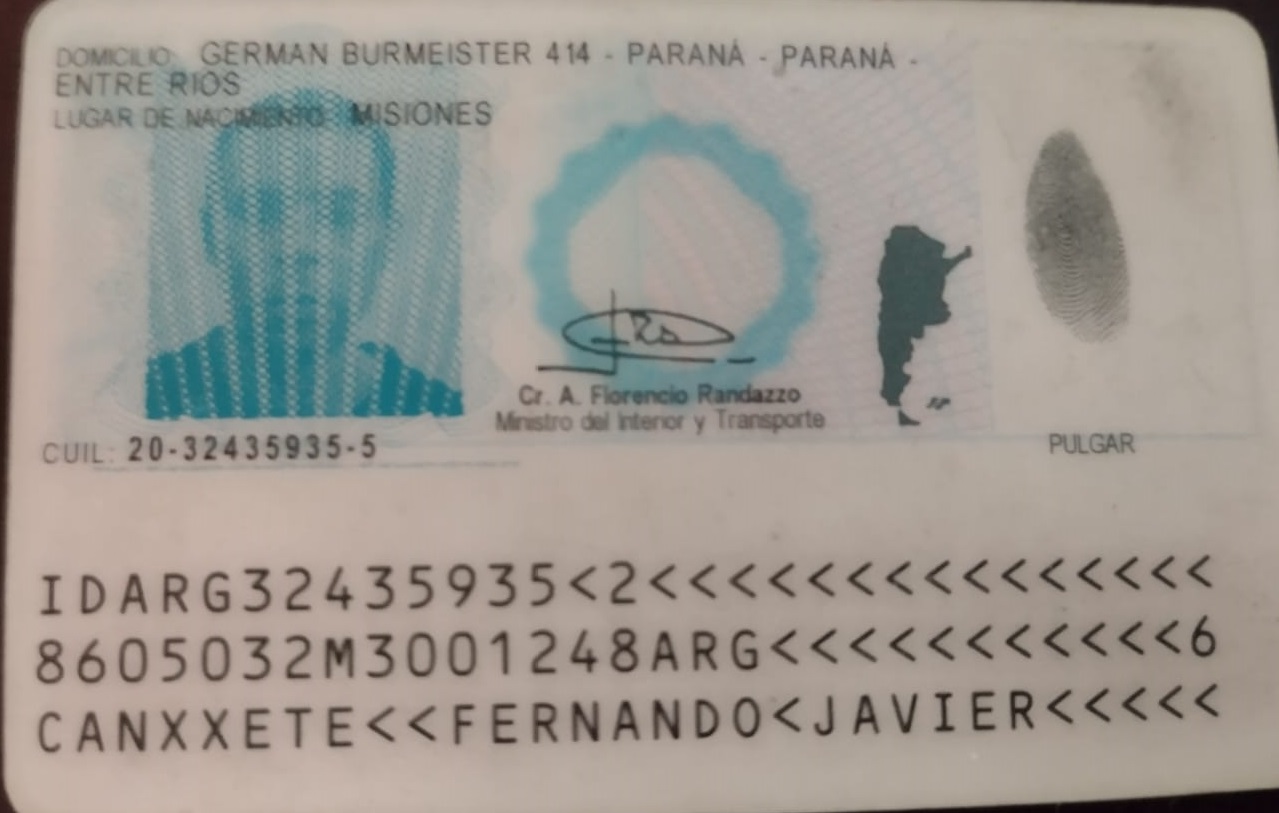 DOMICILIO: GERMAN BURMEISTER 414 - PARANÁ - PARANÁ -
ENTRE RIOS
LUGAR DE NACIMIENTO: MISIONES
Cr. A. Florencio Randazzo
Ministro del Interior y Transporte
CUIL: 20-32435935-5
PULGAR
IDARG32435935<2<<<<<<<<<<<<<<<
8605032M3001248ARG<<<<<<<<<<<6
CANXXETE<<FERNANDO<JAVIER<<<<<